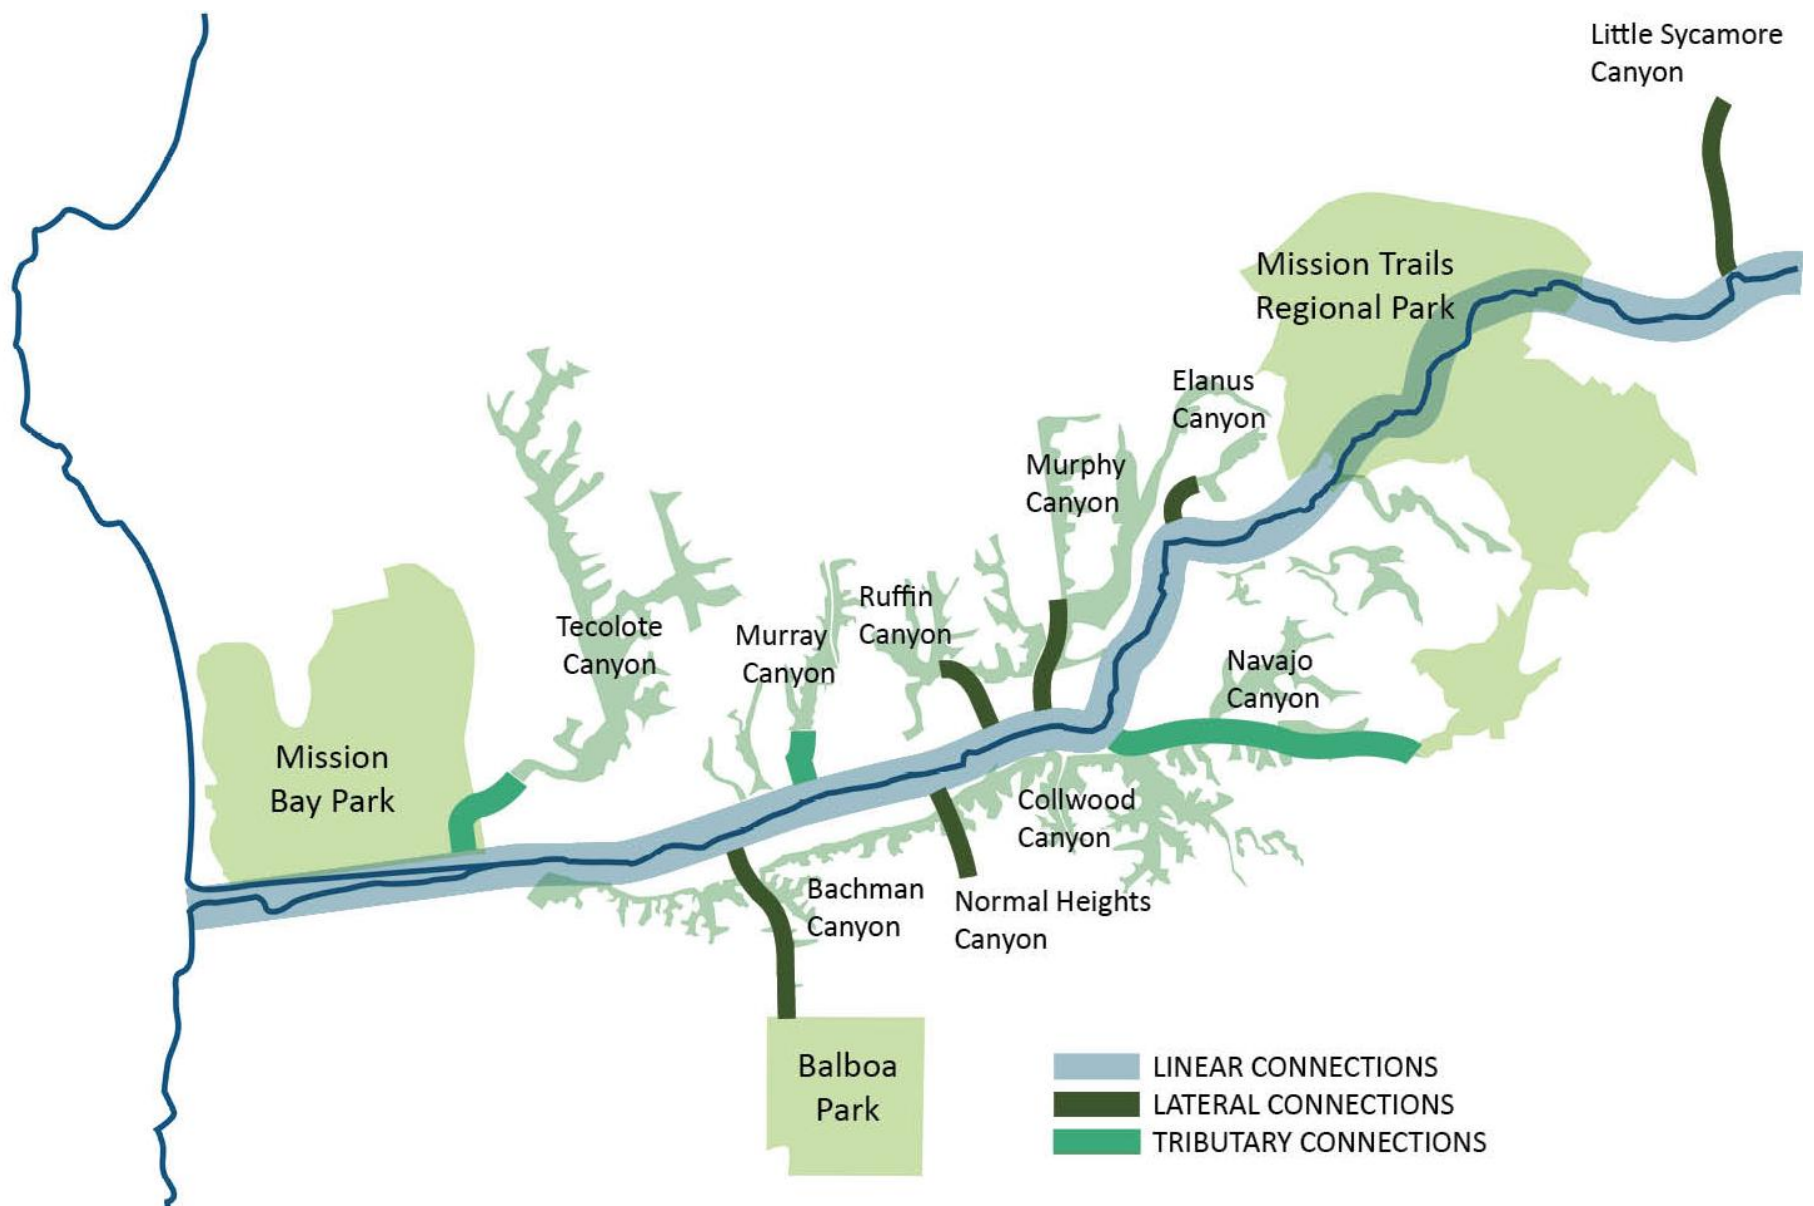 Little Sycamore
Canyon
Mission Trails
Regional Park
Elanus
Canyon
Murphy
Canyon
Ruffin
Canyon
Tecolote
Canyon
Murray
Canyon
Navajo
Canyon
Mission
Bay Park
Collwood
Canyon
Bachman
Canyon
Normal Heights
Canyon
Balboa
Park
LINEAR CONNECTIONS
LATERAL CONNECTIONS
TRIBUTARY CONNECTIONS